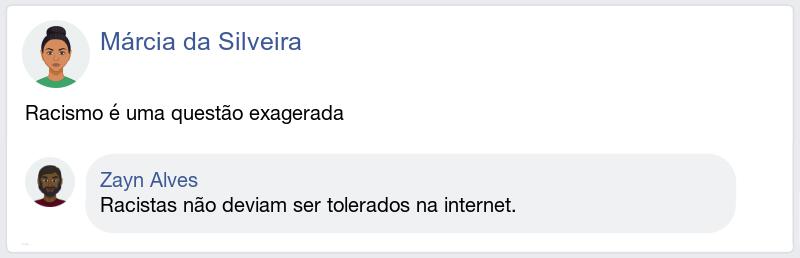 Márcia da Silveira
Racismo é uma questão exagerada
Zayn Alves
Racistas não deviam ser tolerados na internet.